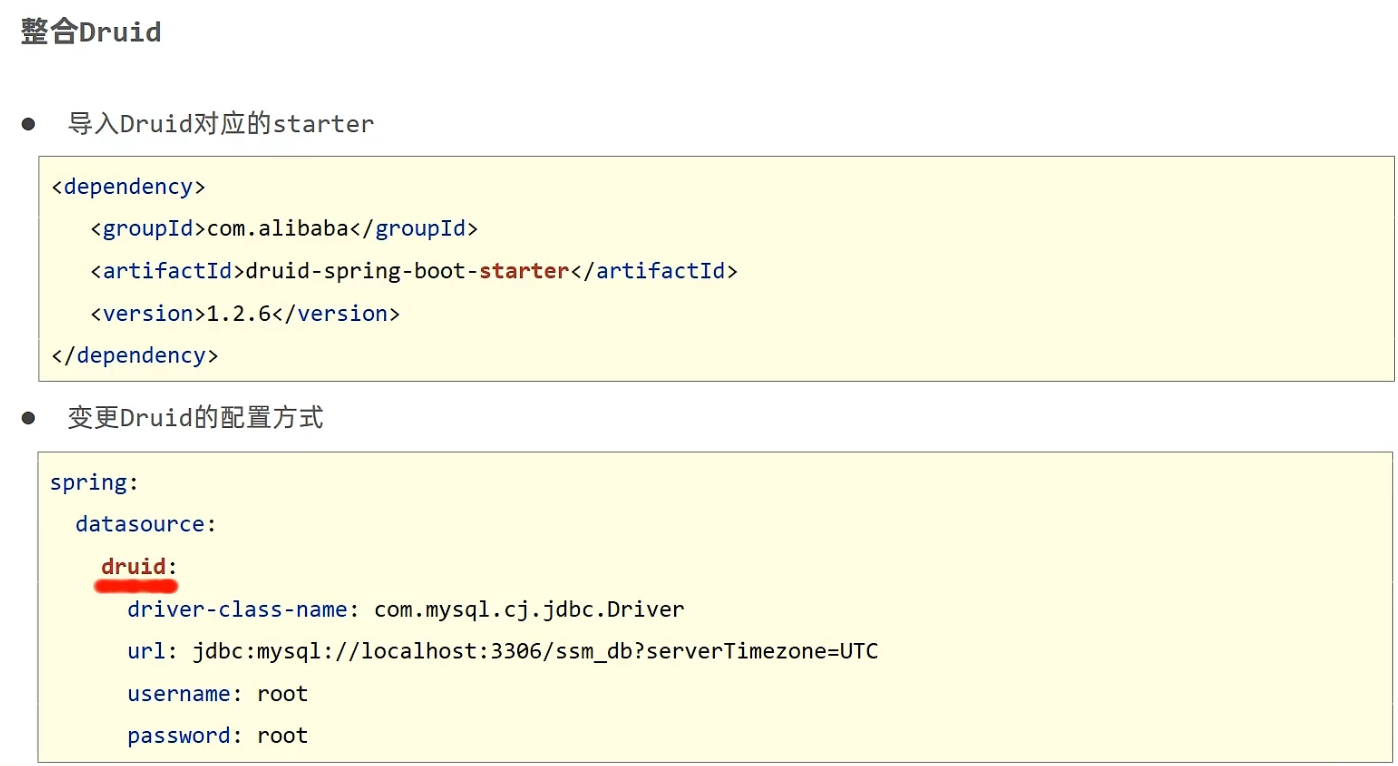 整合Druid
● 导入Druid对应的starter
<dependency>
<groupId>com.alibaba</groupId>
<artifactId>druid-spring-boot-starter</artifactId>
<version>1.2.6</version>
</dependency>
● 变更Druid的配置方式
spring:
datasource:
druid:
driver-class-name: com.mysql.cj.jdbc.Driver
url: jdbc:mysql://localhost:3306/ssm_db?serverTimezone=UTC
username: root
password: root